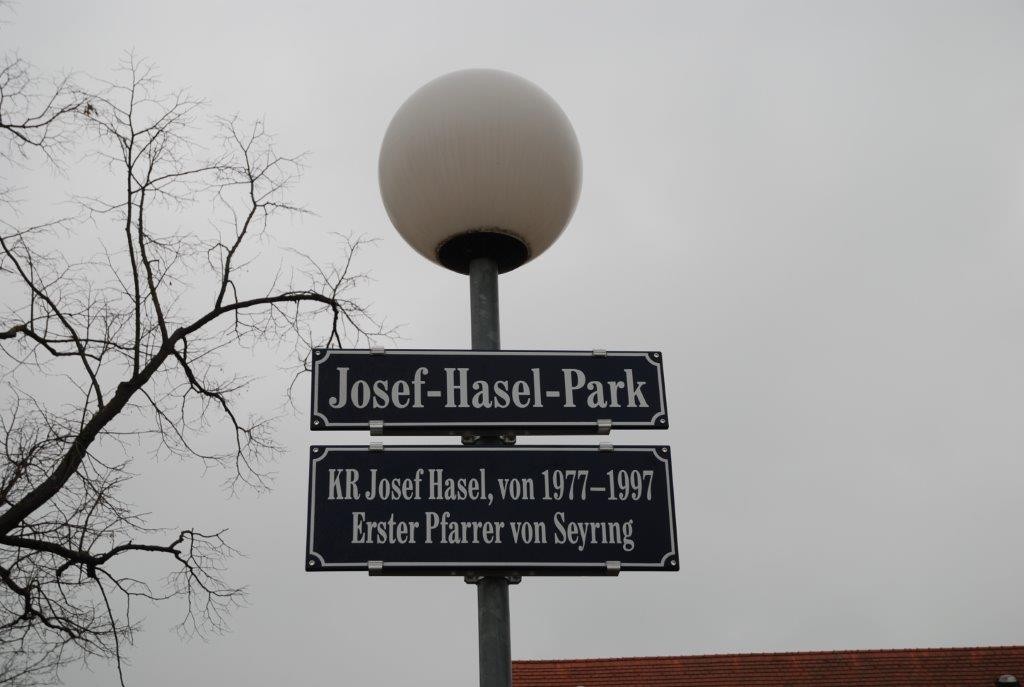 Josef-Hasel-Park
KR Josef Hasel, von 1977–1997
Erster Pfarrer von Seyring